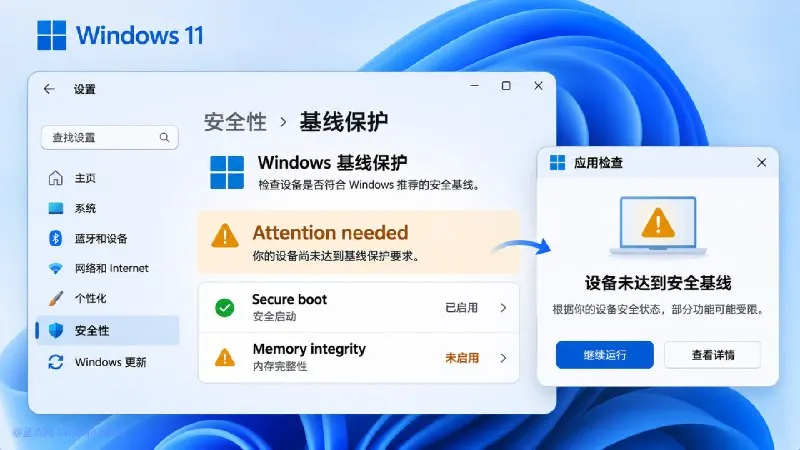 Windows 11
设置
安全性 › 基线保护
查找设置
主页
系统
蓝牙和设备
网络和 Internet
个性化
安全性
Windows 更新
Windows 基线保护
检查设备是否符合 Windows 推荐的安全基线。
Attention needed
你的设备尚未达到基线保护要求。
Secure boot
安全启动
已启用
Memory integrity
内存完整性
未启用
应用检查
设备未达到安全基线
根据你的设备安全状态，部分功能可能受限。
继续运行
查看详情